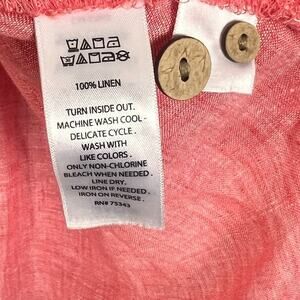 100% LINEN
TURN INSIDE OUT.
MACHINE WASH COOL -
DELICATE CYCLE .
WASH WITH
LIKE COLORS .
ONLY NON-CHLORINE
BLEACH WHEN NEEDED .
LINE DRY,
LOW IRON IF NEEDED .
IRON ON REVERSE .
RN# 75343